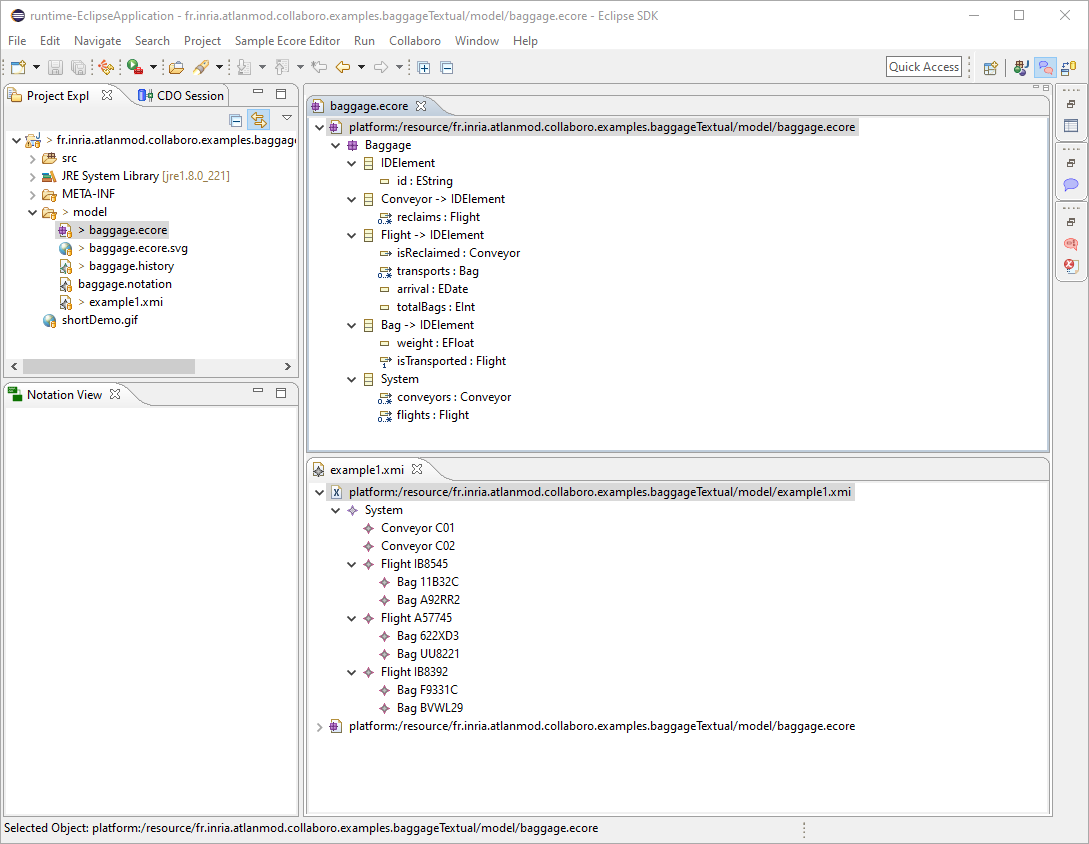 runtime-EclipseApplication - fr.inria.atlanmod.collaboro.examples.baggageTextual/model/baggage.ecore - Eclipse SDK
File Edit Navigate Search Project Sample Ecore Editor Run Collaboro Window Help
Quick Access
Project Expl CDO Session
> fr.inria.atlanmod.collaboro.examples.baggage
src
JRE System Library [jre1.8.0_221]
META-INF
> model
> baggage.ecore
> baggage.ecore.svg
> baggage.history
baggage.notation
> example1.xmi
shortDemo.gif
Notation View
baggage.ecore
platform:/resource/fr.inria.atlanmod.collaboro.examples.baggageTextual/model/baggage.ecore
Baggage
IDElement
id : EString
Conveyor -> IDElement
reclaims : Flight
Flight -> IDElement
isReclaimed : Conveyor
transports : Bag
arrival : EDate
totalBags : EInt
Bag -> IDElement
weight : EFloat
isTransported : Flight
System
conveyors : Conveyor
flights : Flight
example1.xmi
platform:/resource/fr.inria.atlanmod.collaboro.examples.baggageTextual/model/example1.xmi
System
Conveyor C01
Conveyor C02
Flight IB8545
Bag 11B32C
Bag A92RR2
Flight A57745
Bag 622XD3
Bag UU8221
Flight IB8392
Bag F9331C
Bag BVWL29
platform:/resource/fr.inria.atlanmod.collaboro.examples.baggageTextual/model/baggage.ecore
Selected Object: platform:/resource/fr.inria.atlanmod.collaboro.examples.baggageTextual/model/baggage.ecore